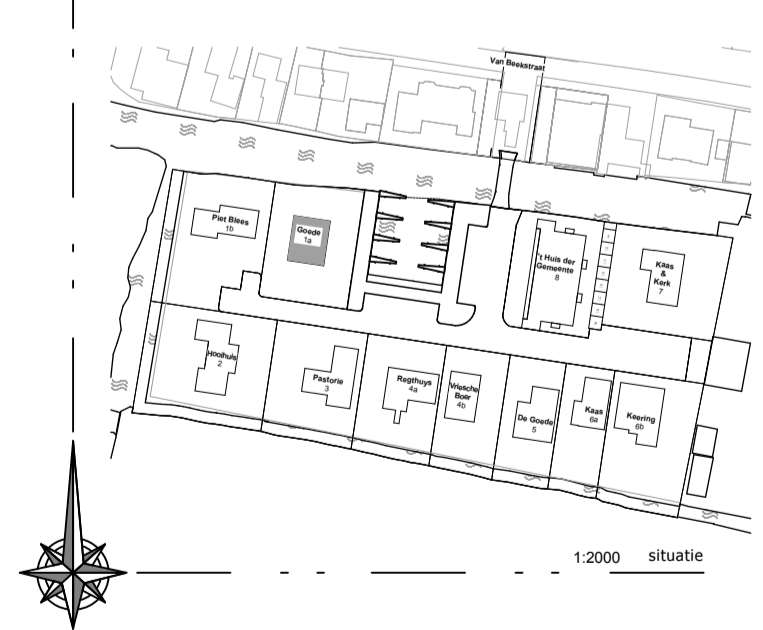 Van Beekstraat
Piet Blees
1b
Goede
1a
't Huis der
Gemeente
8
Kaas
&
Kerk
7
Hooihuis
2
Pastorie
3
Regthuys
4a
Vriesche
Boer
4b
De Goede
5
Kaas
6a
Keering
6b
1:2000 situatie